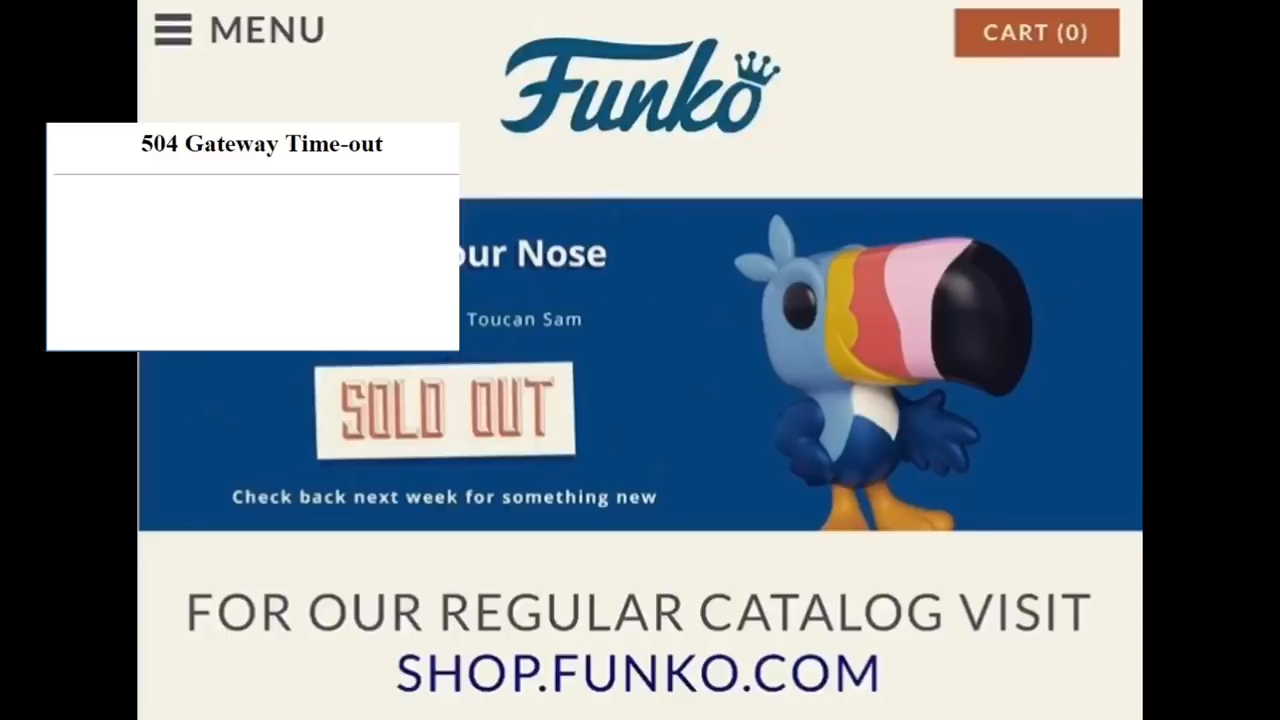 MENU
Funko
CART (0)
504 Gateway Time-out
our Nose
Toucan Sam
SOLD OUT
Check back next week for something new
FOR OUR REGULAR CATALOG VISIT
SHOP.FUNKO.COM